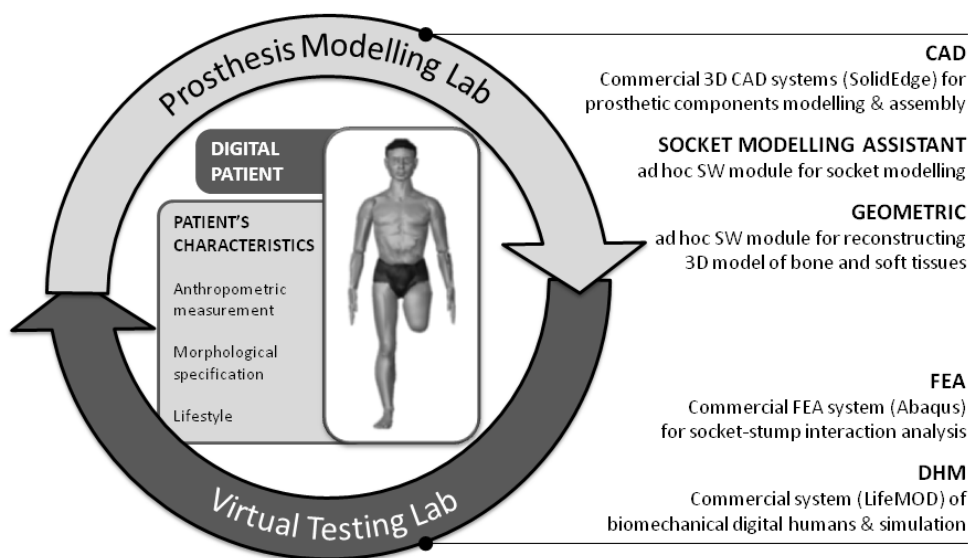 Prosthesis Modelling Lab
DIGITAL
PATIENT
PATIENT'S
CHARACTERISTICS
Anthropometric
measurement
Morphological
specification
Lifestyle
Virtual Testing Lab
CAD
Commercial 3D CAD systems (SolidEdge) for
prosthetic components modelling & assembly
SOCKET MODELLING ASSISTANT
ad hoc SW module for socket modelling
GEOMETRIC
ad hoc SW module for reconstructing
3D model of bone and soft tissues
FEA
Commercial FEA system (Abaqus)
for socket-stump interaction analysis
DHM
Commercial system (LifeMOD) of
biomechanical digital humans & simulation